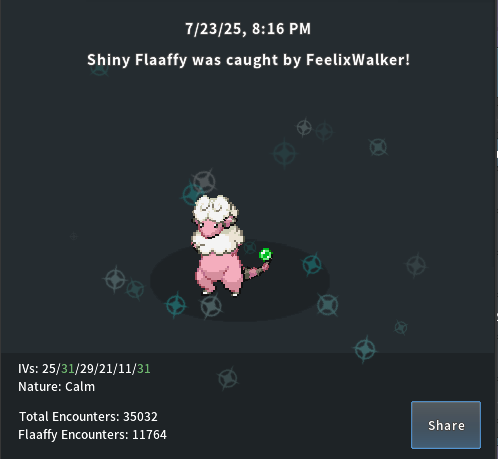 7/23/25, 8:16 PM
Shiny Flaaffy was caught by FeelixWalker!
IVs: 25/31/29/21/11/31
Nature: Calm
Total Encounters: 35032
Flaaffy Encounters: 11764
Share